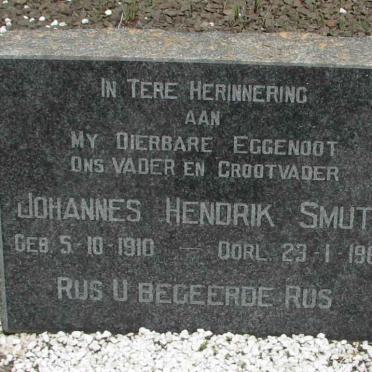 IN TERE HERINNERING
AAN
MY DIERBARE EGGENOOT
ONS VADER EN GROOTVADER
JOHANNES HENDRIK SMUT
GEB. 5-10-1910 — OORL. 23-1-198
RUS U BEGEERDE RUS